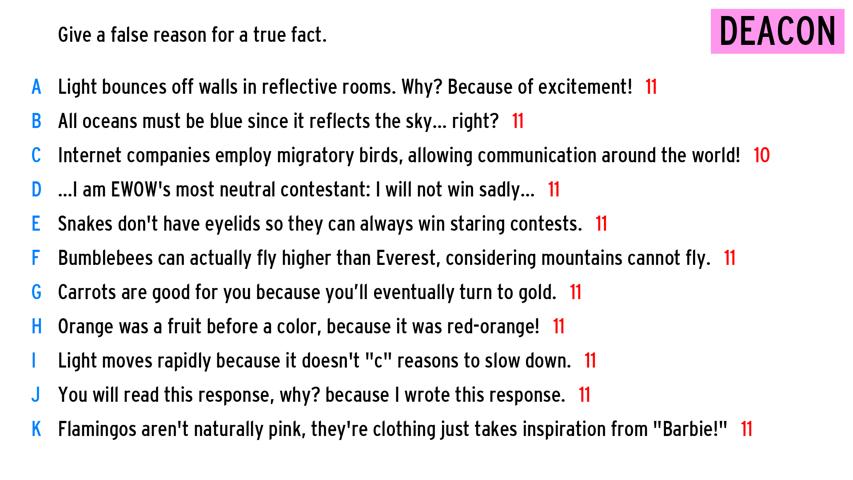 Give a false reason for a true fact.
DEACON
A Light bounces off walls in reflective rooms. Why? Because of excitement! 11
B All oceans must be blue since it reflects the sky... right? 11
C Internet companies employ migratory birds, allowing communication around the world! 10
D ...I am EWOW's most neutral contestant: I will not win sadly... 11
E Snakes don't have eyelids so they can always win staring contests. 11
F Bumblebees can actually fly higher than Everest, considering mountains cannot fly. 11
G Carrots are good for you because you’ll eventually turn to gold. 11
H Orange was a fruit before a color, because it was red-orange! 11
I Light moves rapidly because it doesn't "c" reasons to slow down. 11
J You will read this response, why? because I wrote this response. 11
K Flamingos aren't naturally pink, they're clothing just takes inspiration from "Barbie!" 11